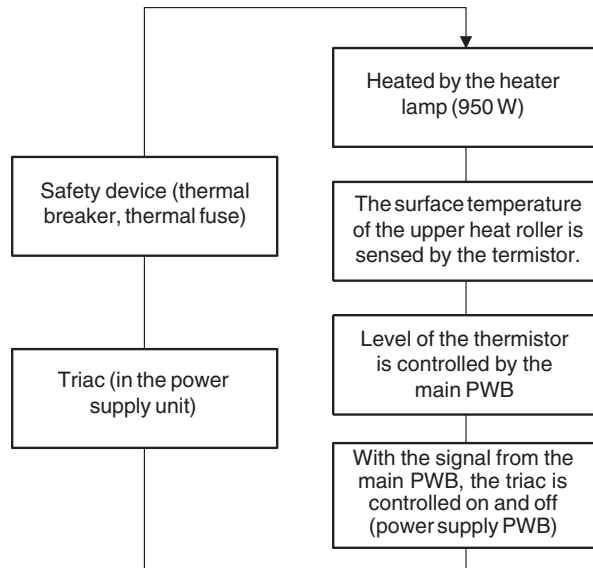 Heated by the heater
lamp (950 W)
Safety device (thermal
breaker, thermal fuse)
The surface temperature
of the upper heat roller is
sensed by the termistor.
Level of the thermistor
is controlled by the
main PWB
Triac (in the power
supply unit)
With the signal from the
main PWB, the triac is
controlled on and off
(power supply PWB)